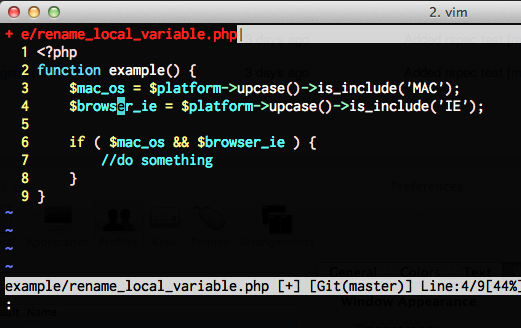 2. vim
+ e/rename_local_variable.php
1 <?php
2 function example() {
3     $mac_os = $platform->upcase()->is_include('MAC');
4     $browser_ie = $platform->upcase()->is_include('IE');
5
6     if ( $mac_os && $browser_ie ) {
7         //do something
8     }
9 }
~
~
~
~
example/rename_local_variable.php [+] [Git(master)] Line:4/9[44%]
: